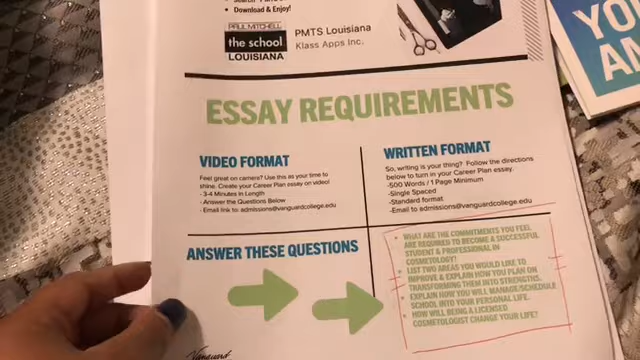 • Download & Enjoy!
PAUL MITCHELL
the school
LOUISIANA
PMTS Louisiana
Klass Apps Inc.
YOU
AN
ESSAY REQUIREMENTS
VIDEO FORMAT
Feel great on camera? Use this as your time to
shine. Create your Career Plan essay on video!
- 3-4 Minutes in Length
- Answer the Questions Below
- Email link to: admissions@vanguardcollege.edu
WRITTEN FORMAT
So, writing is your thing? Follow the directions
below to turn in your Career Plan essay.
-500 Words / 1 Page Minimum
-Single Spaced
-Standard format
-Email to admissions@vanguardcollege.edu
ANSWER THESE QUESTIONS
• WHAT ARE THE COMMITMENTS YOU FEEL
ARE REQUIRED TO BECOME A SUCCESSFUL
STUDENT & PROFESSIONAL IN
COSMETOLOGY?
• LIST TWO AREAS YOU WOULD LIKE TO
IMPROVE & EXPLAIN HOW YOU PLAN ON
TRANSFORMING THEM INTO STRENGTHS.
• EXPLAIN HOW YOU WILL MANAGE/SCHEDULE
SCHOOL INTO YOUR PERSONAL LIFE.
• HOW WILL BEING A LICENSED
COSMETOLOGIST CHANGE YOUR LIFE?
Vanguard